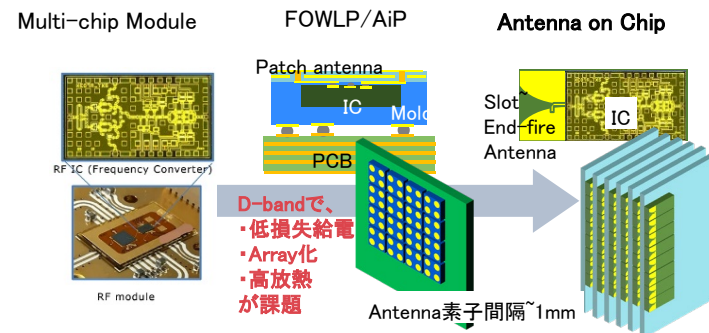 Multi-chip Module
FOWLP/AiP
Antenna on Chip
Patch antenna
IC
Mold
PCB
RF IC (Frequency Converter)
RF module
D-bandで、
・低損失給電
・Array化
・高放熱
が課題
Antenna素子間隔~1mm
Slot~
End-fire
Antenna
IC